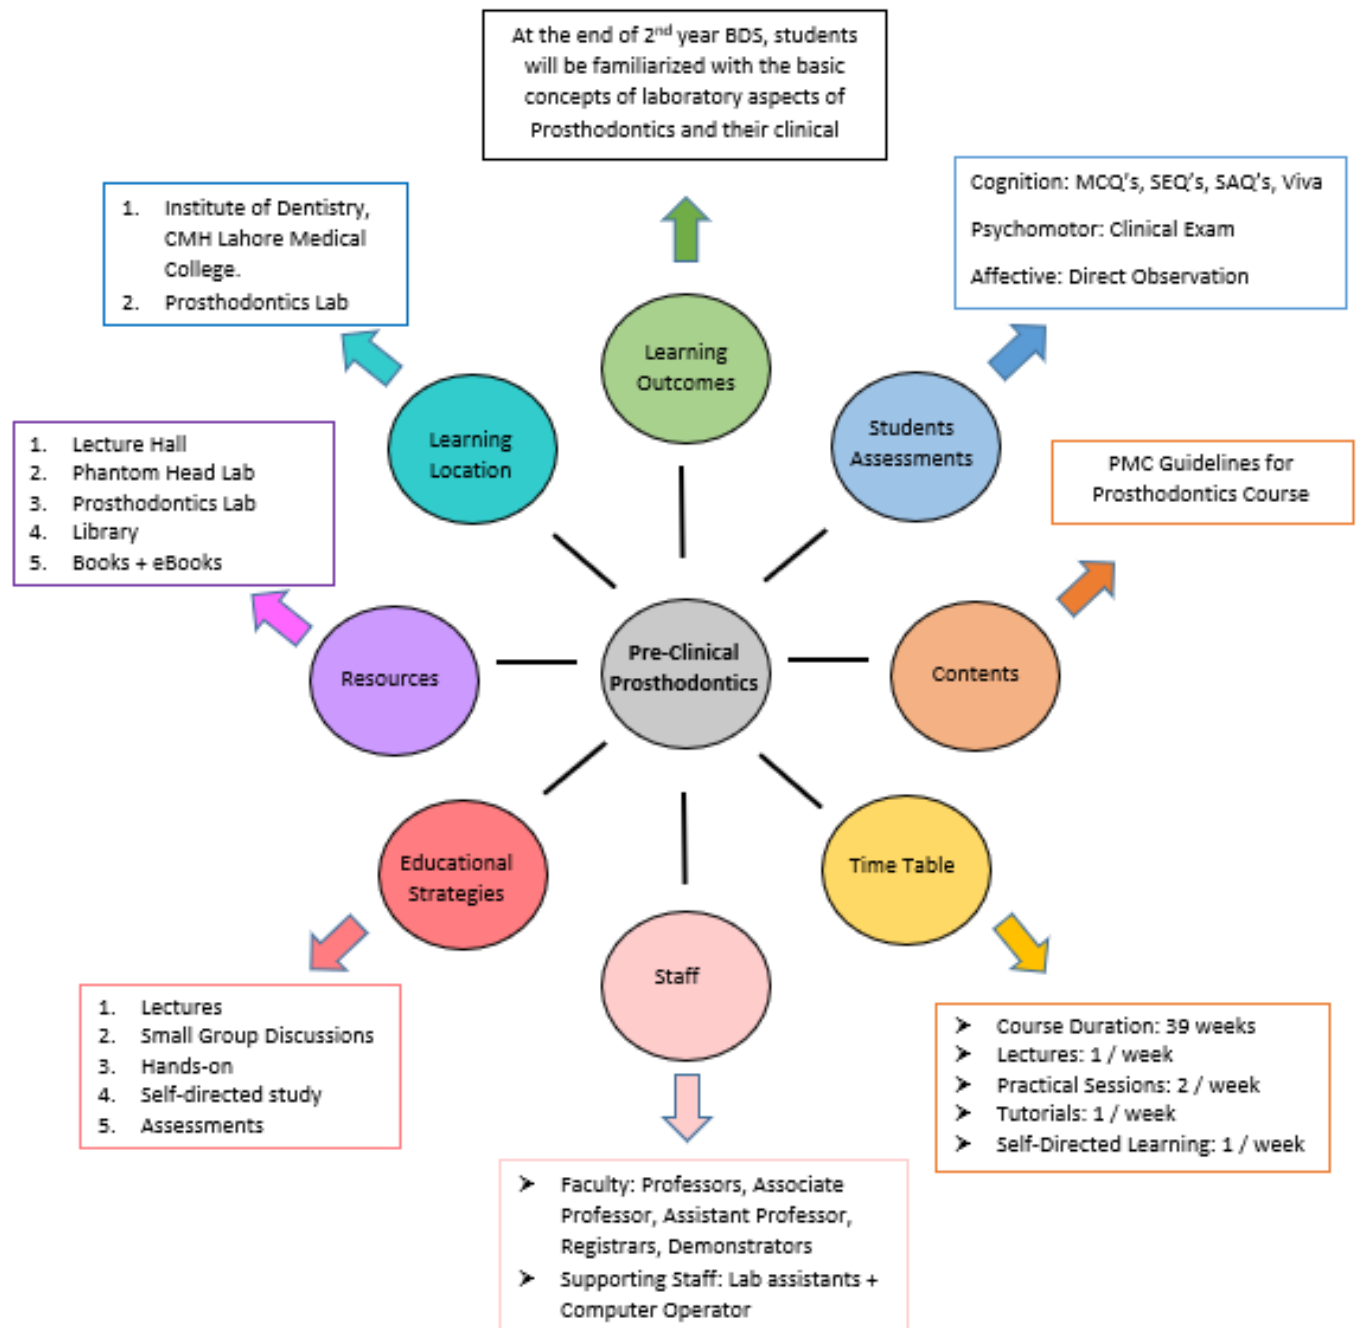 At the end of 2nd year BDS, students
will be familiarized with the basic
concepts of laboratory aspects of
Prosthodontics and their clinical
Cognition: MCQ's, SEQ's, SAQ's, Viva
Psychomotor: Clinical Exam
Affective: Direct Observation
1. Institute of Dentistry,
CMH Lahore Medical
College.
2. Prosthodontics Lab
Learning
Outcomes
Learning
Location
Students
Assessments
1. Lecture Hall
2. Phantom Head Lab
3. Prosthodontics Lab
4. Library
5. Books + eBooks
PMC Guidelines for
Prosthodontics Course
Resources
Pre-Clinical
Prosthodontics
Contents
Educational
Strategies
Time Table
Staff
1. Lectures
2. Small Group Discussions
3. Hands-on
4. Self-directed study
5. Assessments
➤ Course Duration: 39 weeks
➤ Lectures: 1 / week
➤ Practical Sessions: 2 / week
➤ Tutorials: 1 / week
➤ Self-Directed Learning: 1 / week
➤ Faculty: Professors, Associate
Professor, Assistant Professor,
Registrars, Demonstrators
➤ Supporting Staff: Lab assistants +
Computer Operator